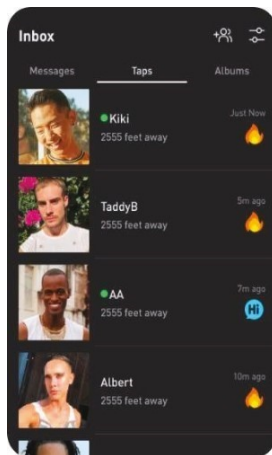 Inbox
Messages Taps Albums
Kiki Just Now
2555 feet away
TaddyB 5m ago
2555 feet away
AA 7m ago
2555 feet away Hi
Albert 10m ago
2555 feet away